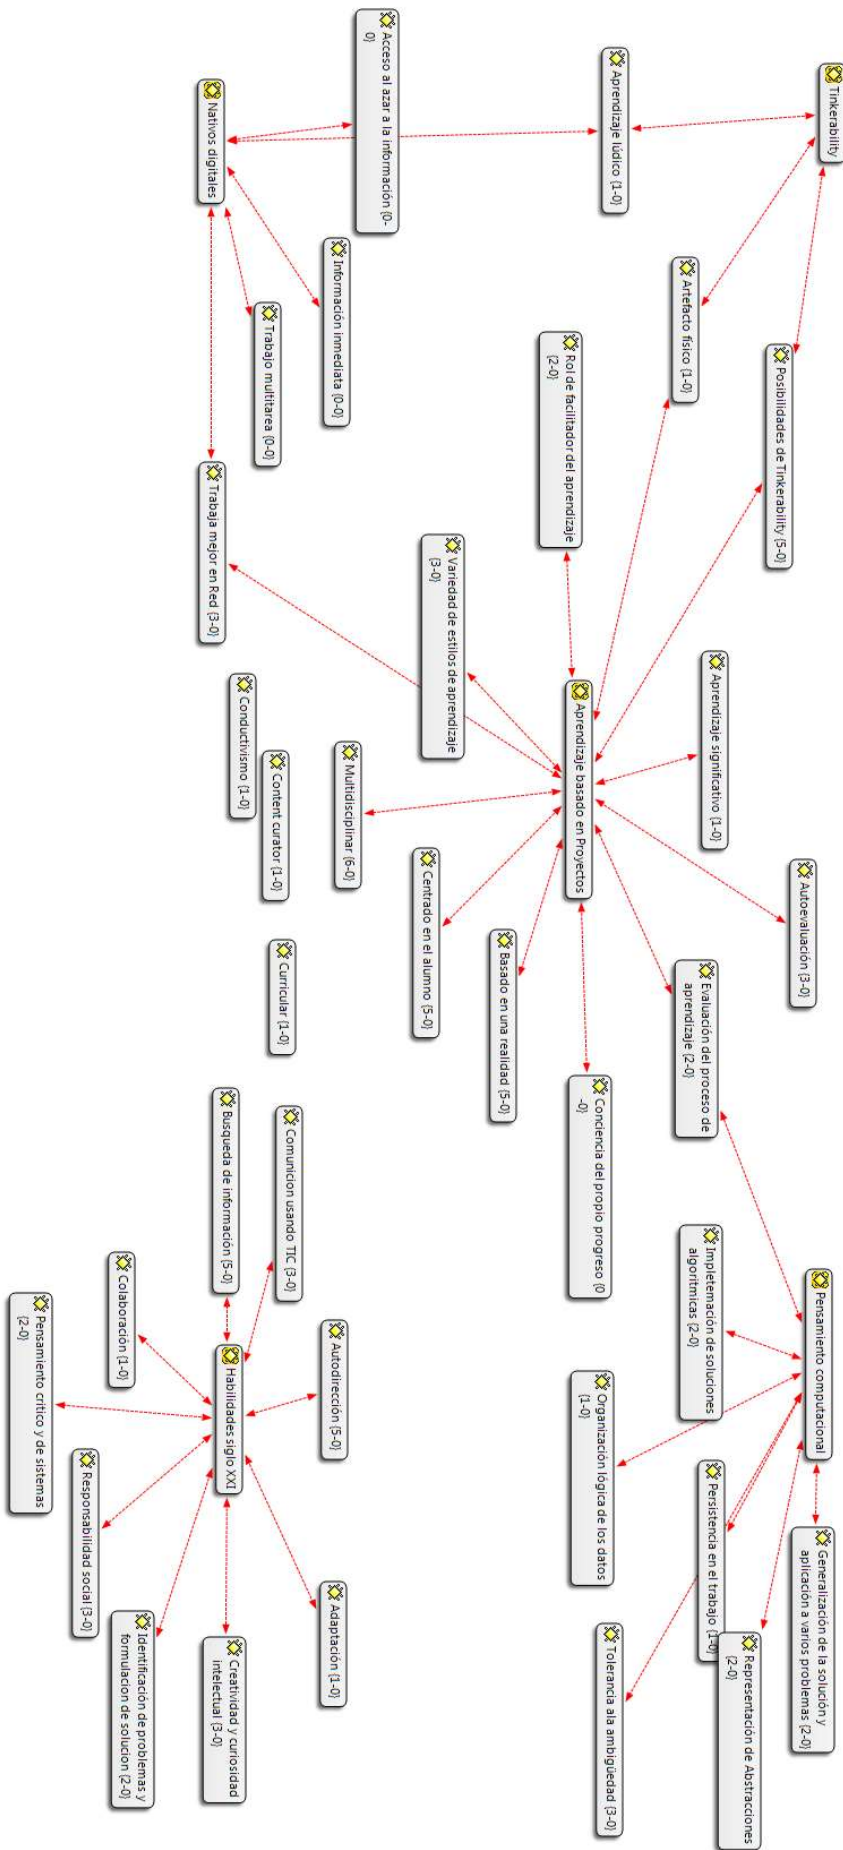 Tinkerability
Aprendizaje lúdico {1-0}
Acceso al azar a la información {0-
0}
Nativos digitales
Posibilidades de Tinkerability {5-0}
Artefacto físico {1-0}
Rol de facilitador del aprendizaje
{2-0}
Información inmediata {0-0}
Trabajo multitarea {0-0}
Trabaja mejor en Red {3-0}
Variedad de estilos de aprendizaje
{3-0}
Aprendizaje significativo {1-0}
Aprendizaje basado en Proyectos
Autoevaluación {3-0}
Evaluación del proceso de
aprendizaje {2-0}
Multidisciplinar {6-0}
Conductivismo {1-0}
Content curator {1-0}
Centrado en el alumno {5-0}
Basado en una realidad {5-0}
Curricular {1-0}
Conciencia del propio progreso {0
-0}
Pensamiento computacional
Impletemación de soluciones
algorítmicas {2-0}
Organización lógica de los datos
{1-0}
Persistencia en el trabajo {1-0}
Generalización de la solución y
aplicación a varios problemas {2-0}
Representación de Abstracciones
{2-0}
Tolerancia ala ambigüedad {3-0}
Comunicion usando TIC {3-0}
Busqueda de información {5-0}
Autodirección {5-0}
Habilidades siglo XXI
Colaboración {1-0}
Pensamiento crítico y de sistemas
{2-0}
Responsabilidad social {3-0}
Adaptación {1-0}
Creatividad y curiosidad
intelectual {3-0}
Identificación de problemas y
formulacion de solucion {2-0}